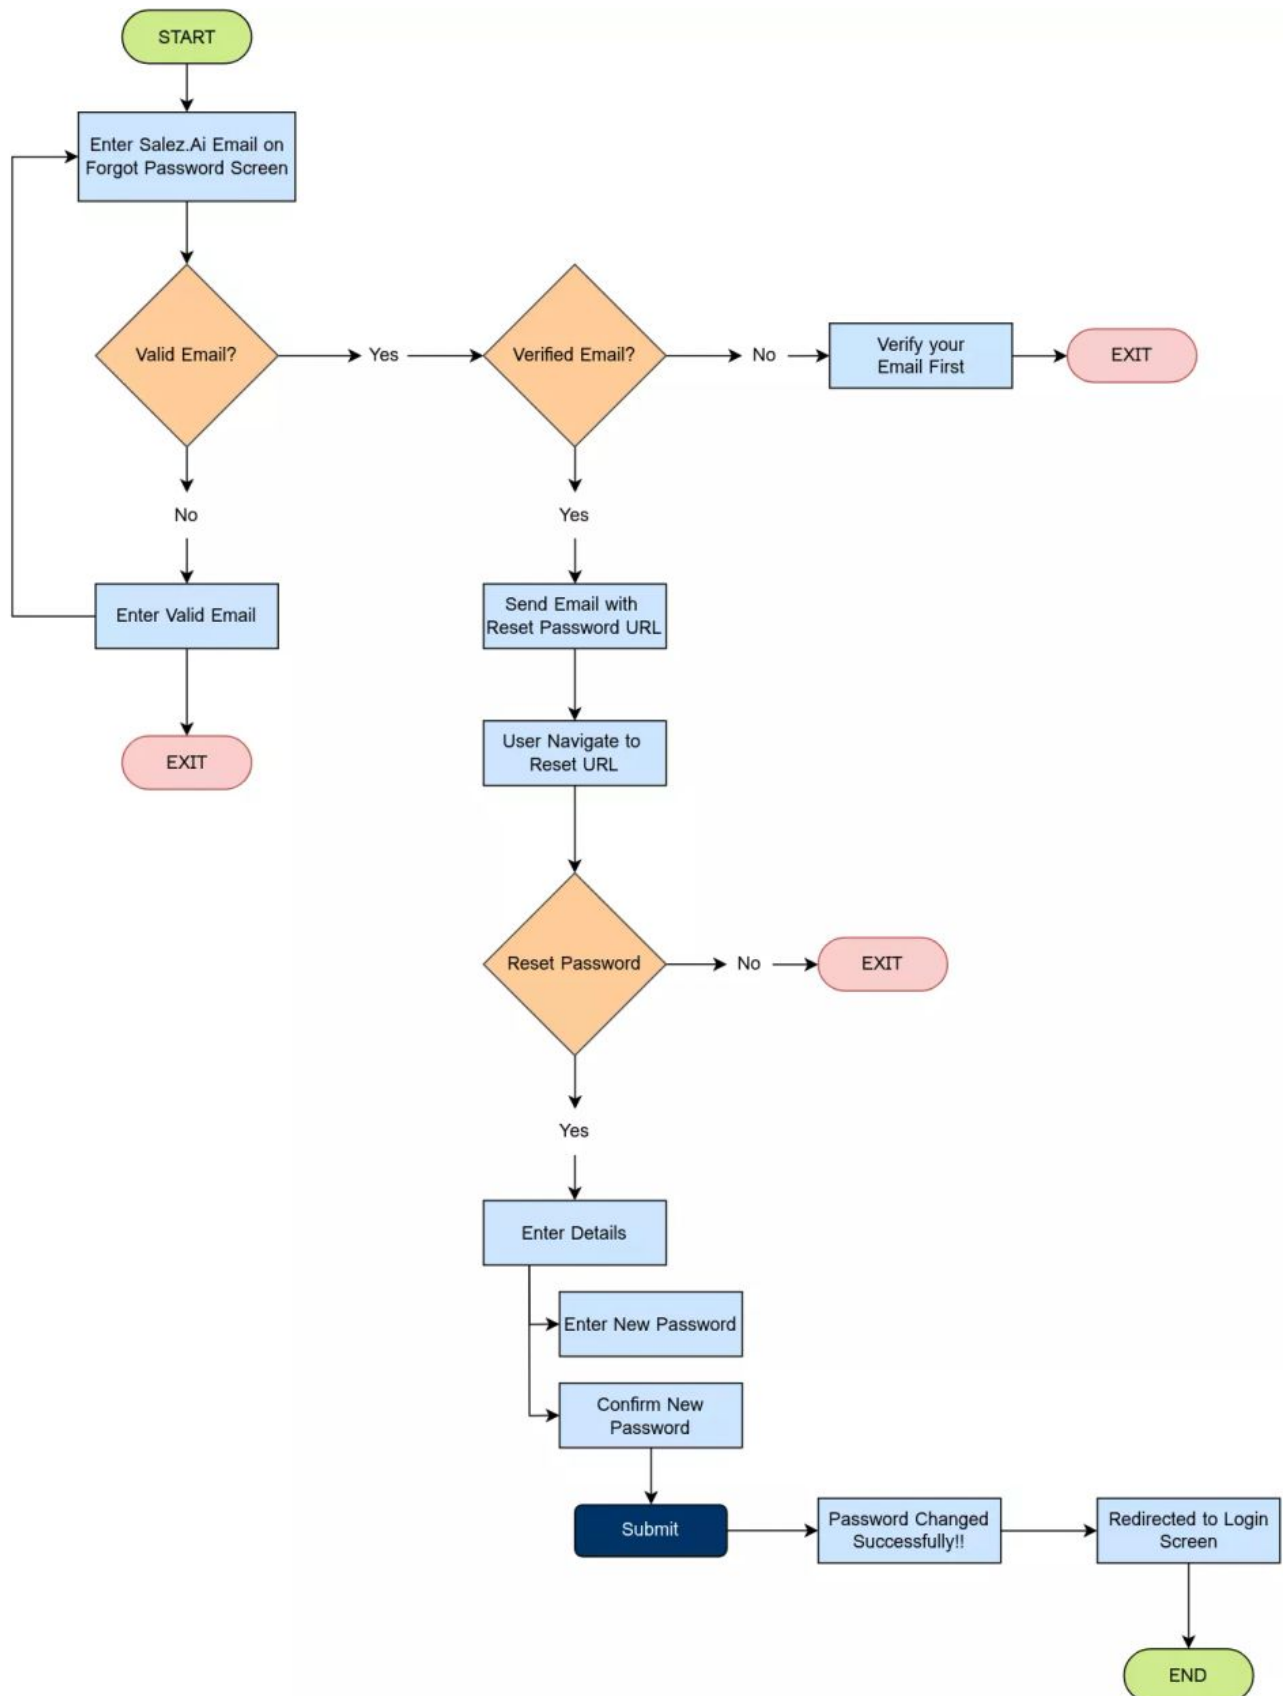 START
Enter Salez.Ai Email on
Forgot Password Screen
Valid Email?
Yes
Verified Email?
No
Verify your
Email First
EXIT
No
Yes
Enter Valid Email
Send Email with
Reset Password URL
EXIT
User Navigate to
Reset URL
Reset Password
No
EXIT
Yes
Enter Details
Enter New Password
Confirm New
Password
Submit
Password Changed
Successfully!!
Redirected to Login
Screen
END